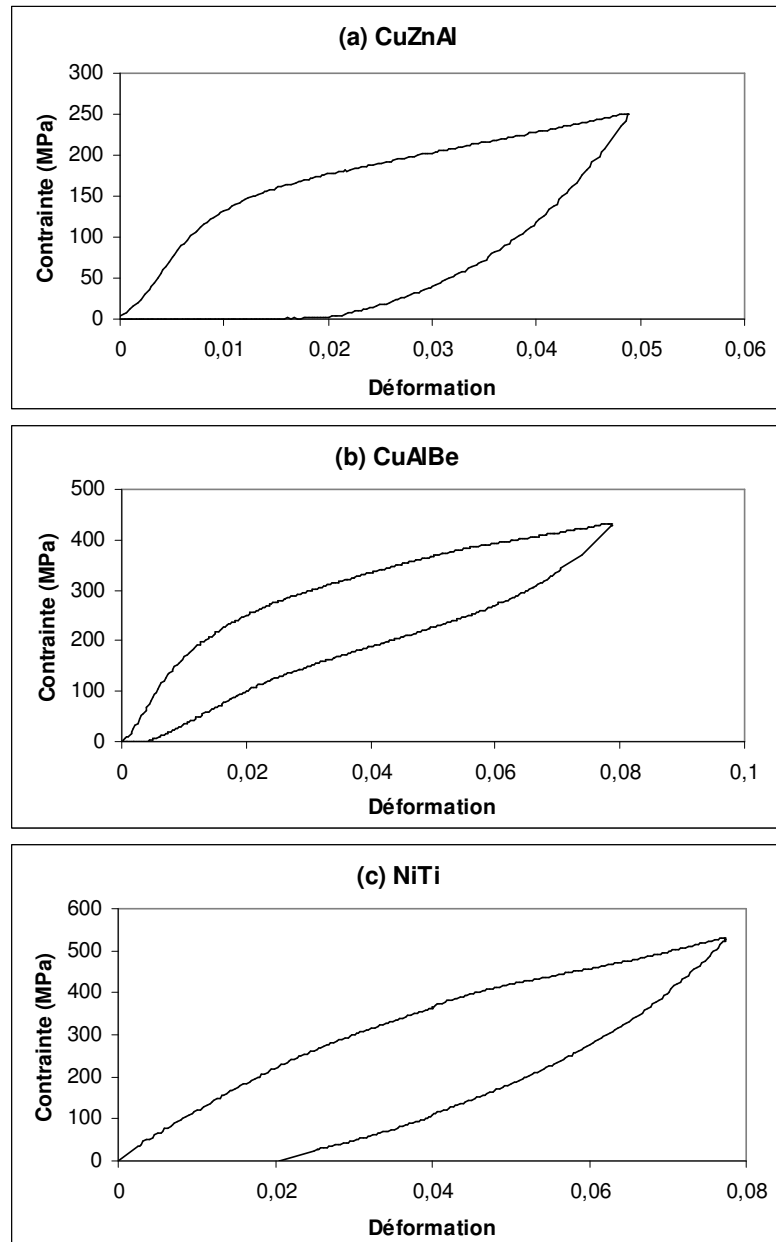 (a) CuZnAl
Contrainte (MPa)
300
250
200
150
100
50
0
0 0,01 0,02 0,03 0,04 0,05 0,06
Déformation
(b) CuAlBe
Contrainte (MPa)
500
400
300
200
100
0
0 0,02 0,04 0,06 0,08 0,1
Déformation
(c) NiTi
Contrainte (MPa)
600
500
400
300
200
100
0
0 0,02 0,04 0,06 0,08
Déformation